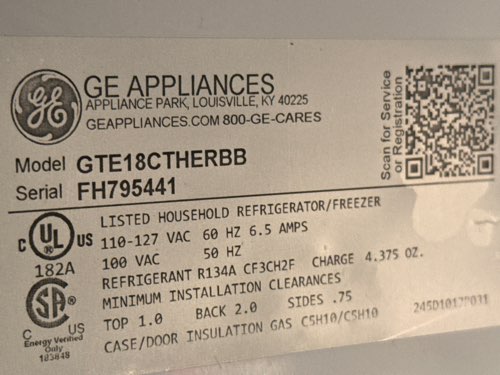 GE APPLIANCES
APPLIANCE PARK, LOUISVILLE, KY 40225
GEAPPLIANCES.COM 800-GE-CARES
Scan for Service
or Registration
Model GTE18CTHERBB
Serial FH795441
C UL US
182A
LISTED HOUSEHOLD REFRIGERATOR/FREEZER
110-127 VAC 60 HZ 6.5 AMPS
100 VAC 50 HZ
REFRIGERANT R134A CF3CH2F CHARGE 4.375 OZ.
MINIMUM INSTALLATION CLEARANCES
TOP 1.0 BACK 2.0 SIDES .75
CASE/DOOR INSULATION GAS C5H10/C5H10
C US
Energy Verified
Only